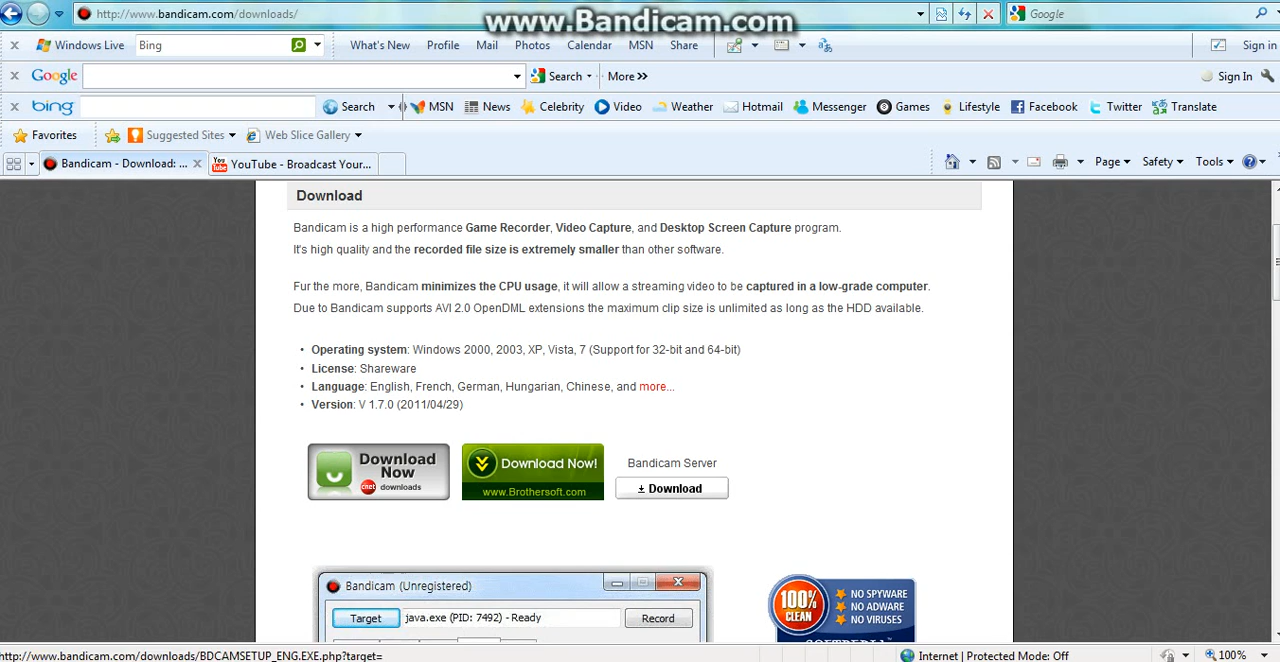 http://www.bandicam.com/downloads/
www.Bandicam.com
Google
x Windows Live Bing What's New Profile Mail Photos Calendar MSN Share Sign in
x Google Search More >> Sign In
x bing Search MSN News Celebrity Video Weather Hotmail Messenger Games Lifestyle Facebook Twitter Translate
Favorites Suggested Sites Web Slice Gallery
Bandicam - Download: ... x YouTube - Broadcast Your... Page Safety Tools
Download
Bandicam is a high performance Game Recorder, Video Capture, and Desktop Screen Capture program.
It's high quality and the recorded file size is extremely smaller than other software.
Fur the more, Bandicam minimizes the CPU usage, it will allow a streaming video to be captured in a low-grade computer.
Due to Bandicam supports AVI 2.0 OpenDML extensions the maximum clip size is unlimited as long as the HDD available.
• Operating system: Windows 2000, 2003, XP, Vista, 7 (Support for 32-bit and 64-bit)
• License: Shareware
• Language: English, French, German, Hungarian, Chinese, and more...
• Version: V 1.7.0 (2011/04/29)
Download Now
cnet downloads
Download Now!
www.Brothersoft.com
Bandicam Server
Download
Bandicam (Unregistered)
Target java.exe (PID: 7492) - Ready Record
100% CLEAN
NO SPYWARE
NO ADWARE
NO VIRUSES
SOFTPEDIA
http://www.bandicam.com/downloads/BDCAMSETUP_ENG.EXE.php?target= Internet | Protected Mode: Off 100%